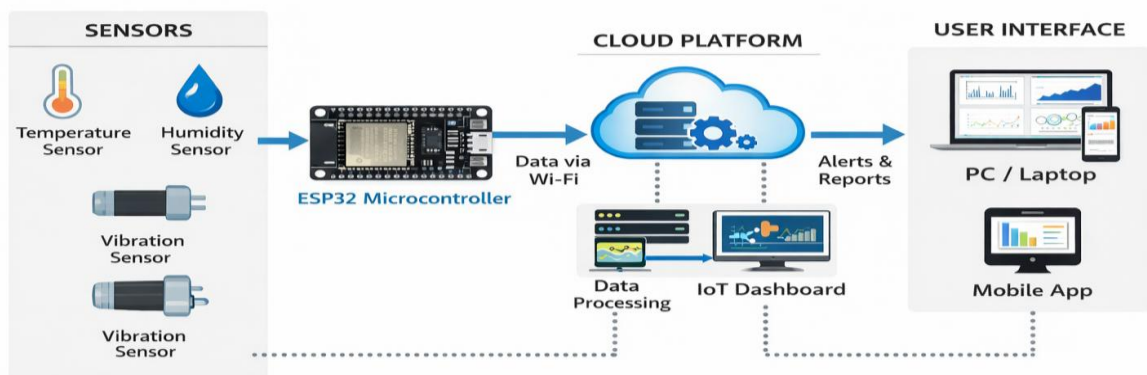 SENSORS
Temperature
Sensor
Humidity
Sensor
Vibration
Sensor
Vibration
Sensor
ESP32 Microcontroller
Data via
Wi-Fi
CLOUD PLATFORM
Data
Processing
IoT Dashboard
Alerts &
Reports
USER INTERFACE
PC / Laptop
Mobile App